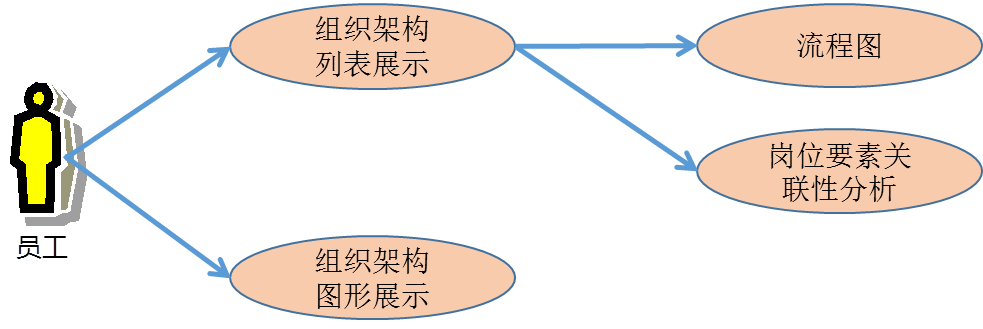 组织架构
列表展示
流程图
岗位要素关
联性分析
员工
组织架构
图形展示